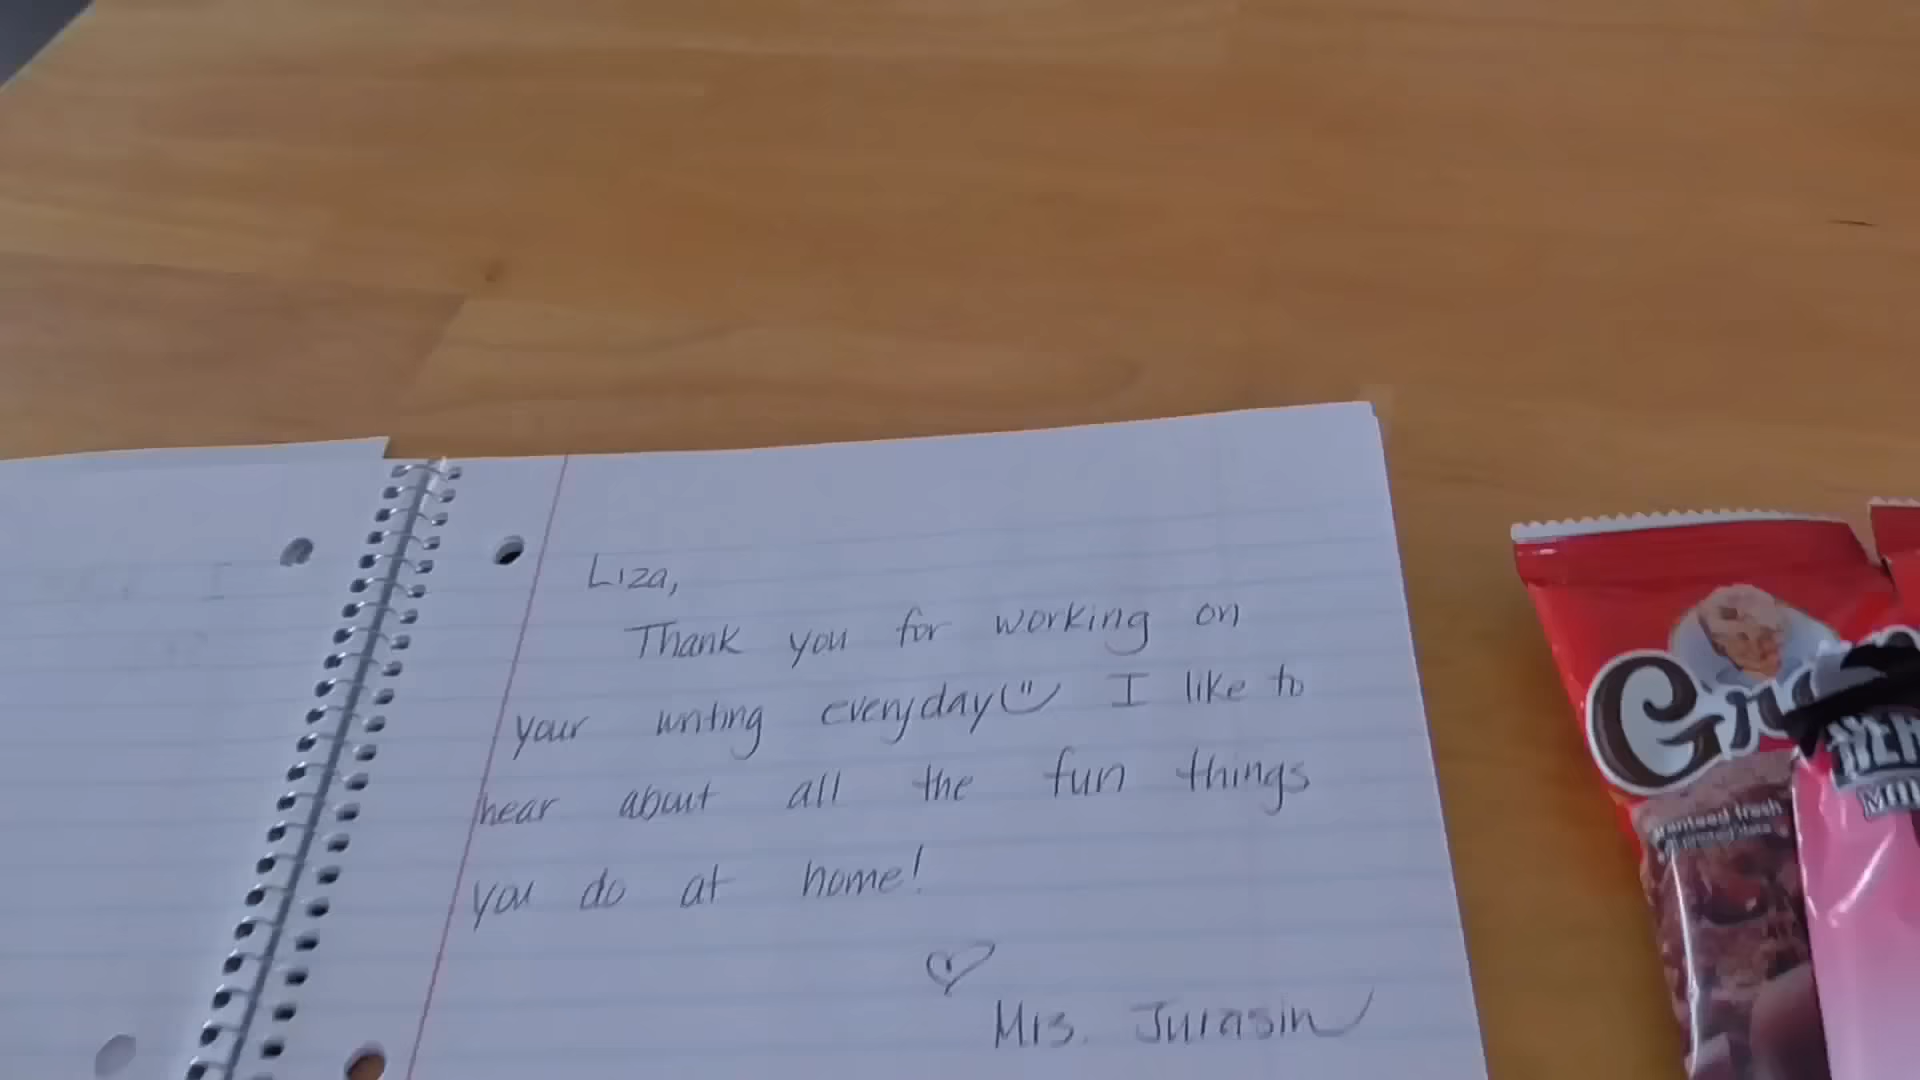 Liza,
Thank you for working on
your writing everyday I like to
hear about all the fun things
you do at home!
Mrs. Jurasin